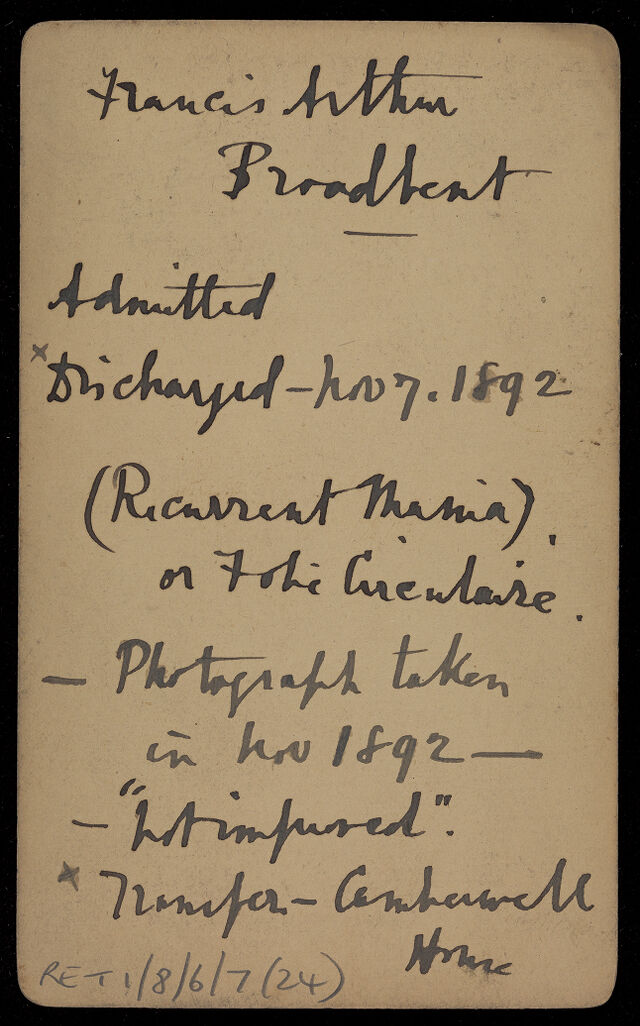 Francis Arthur
Broadbent
Admitted
x Discharged - Nov 7. 1892
(Recurrent Mania).
or Folie Circulaire.
- Photograph taken
in Nov 1892 -
- "Not improved".
x Transfer - Camberwell
House
RET 1/8/6/7(24)